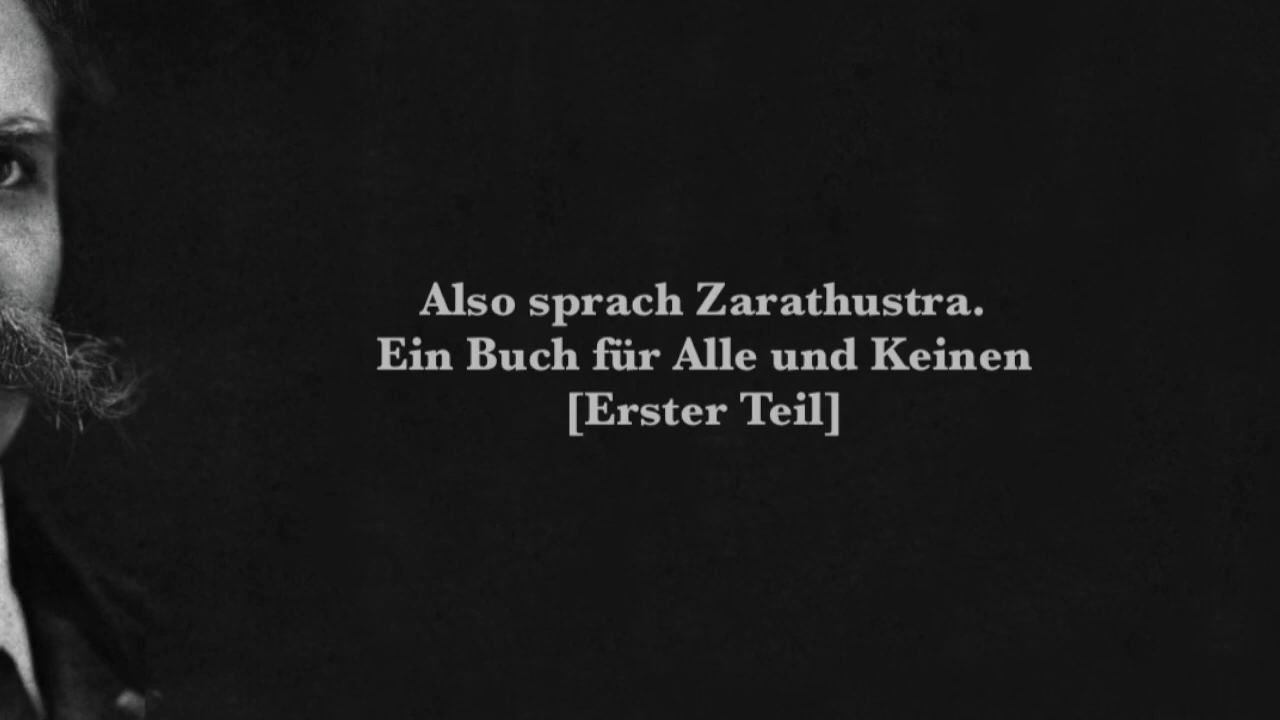 Also sprach Zarathustra.
Ein Buch für Alle und Keinen
[Erster Teil]